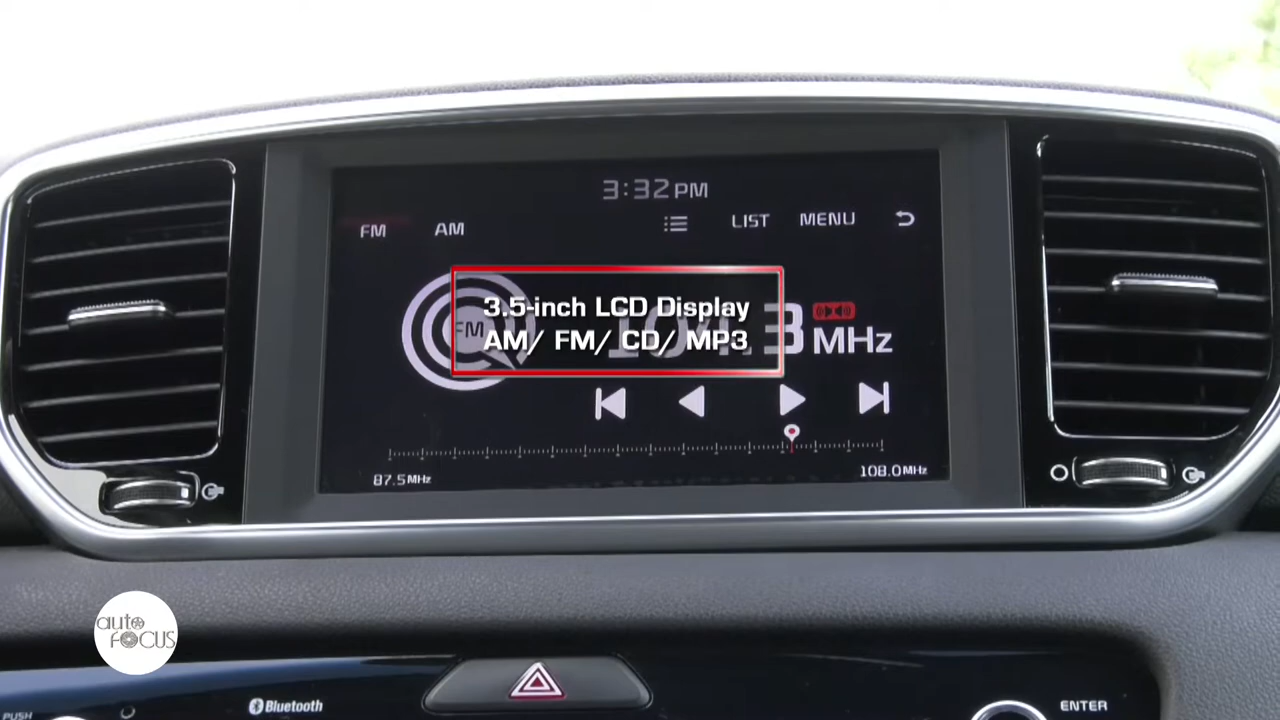 3:32PM
FM AM LIST MENU
3.5-inch LCD Display
AM/ FM/ CD/ MP3
FM
MHz
87.5MHz 108.0MHz
auto
FOCUS
PUSH
Bluetooth
ENTER